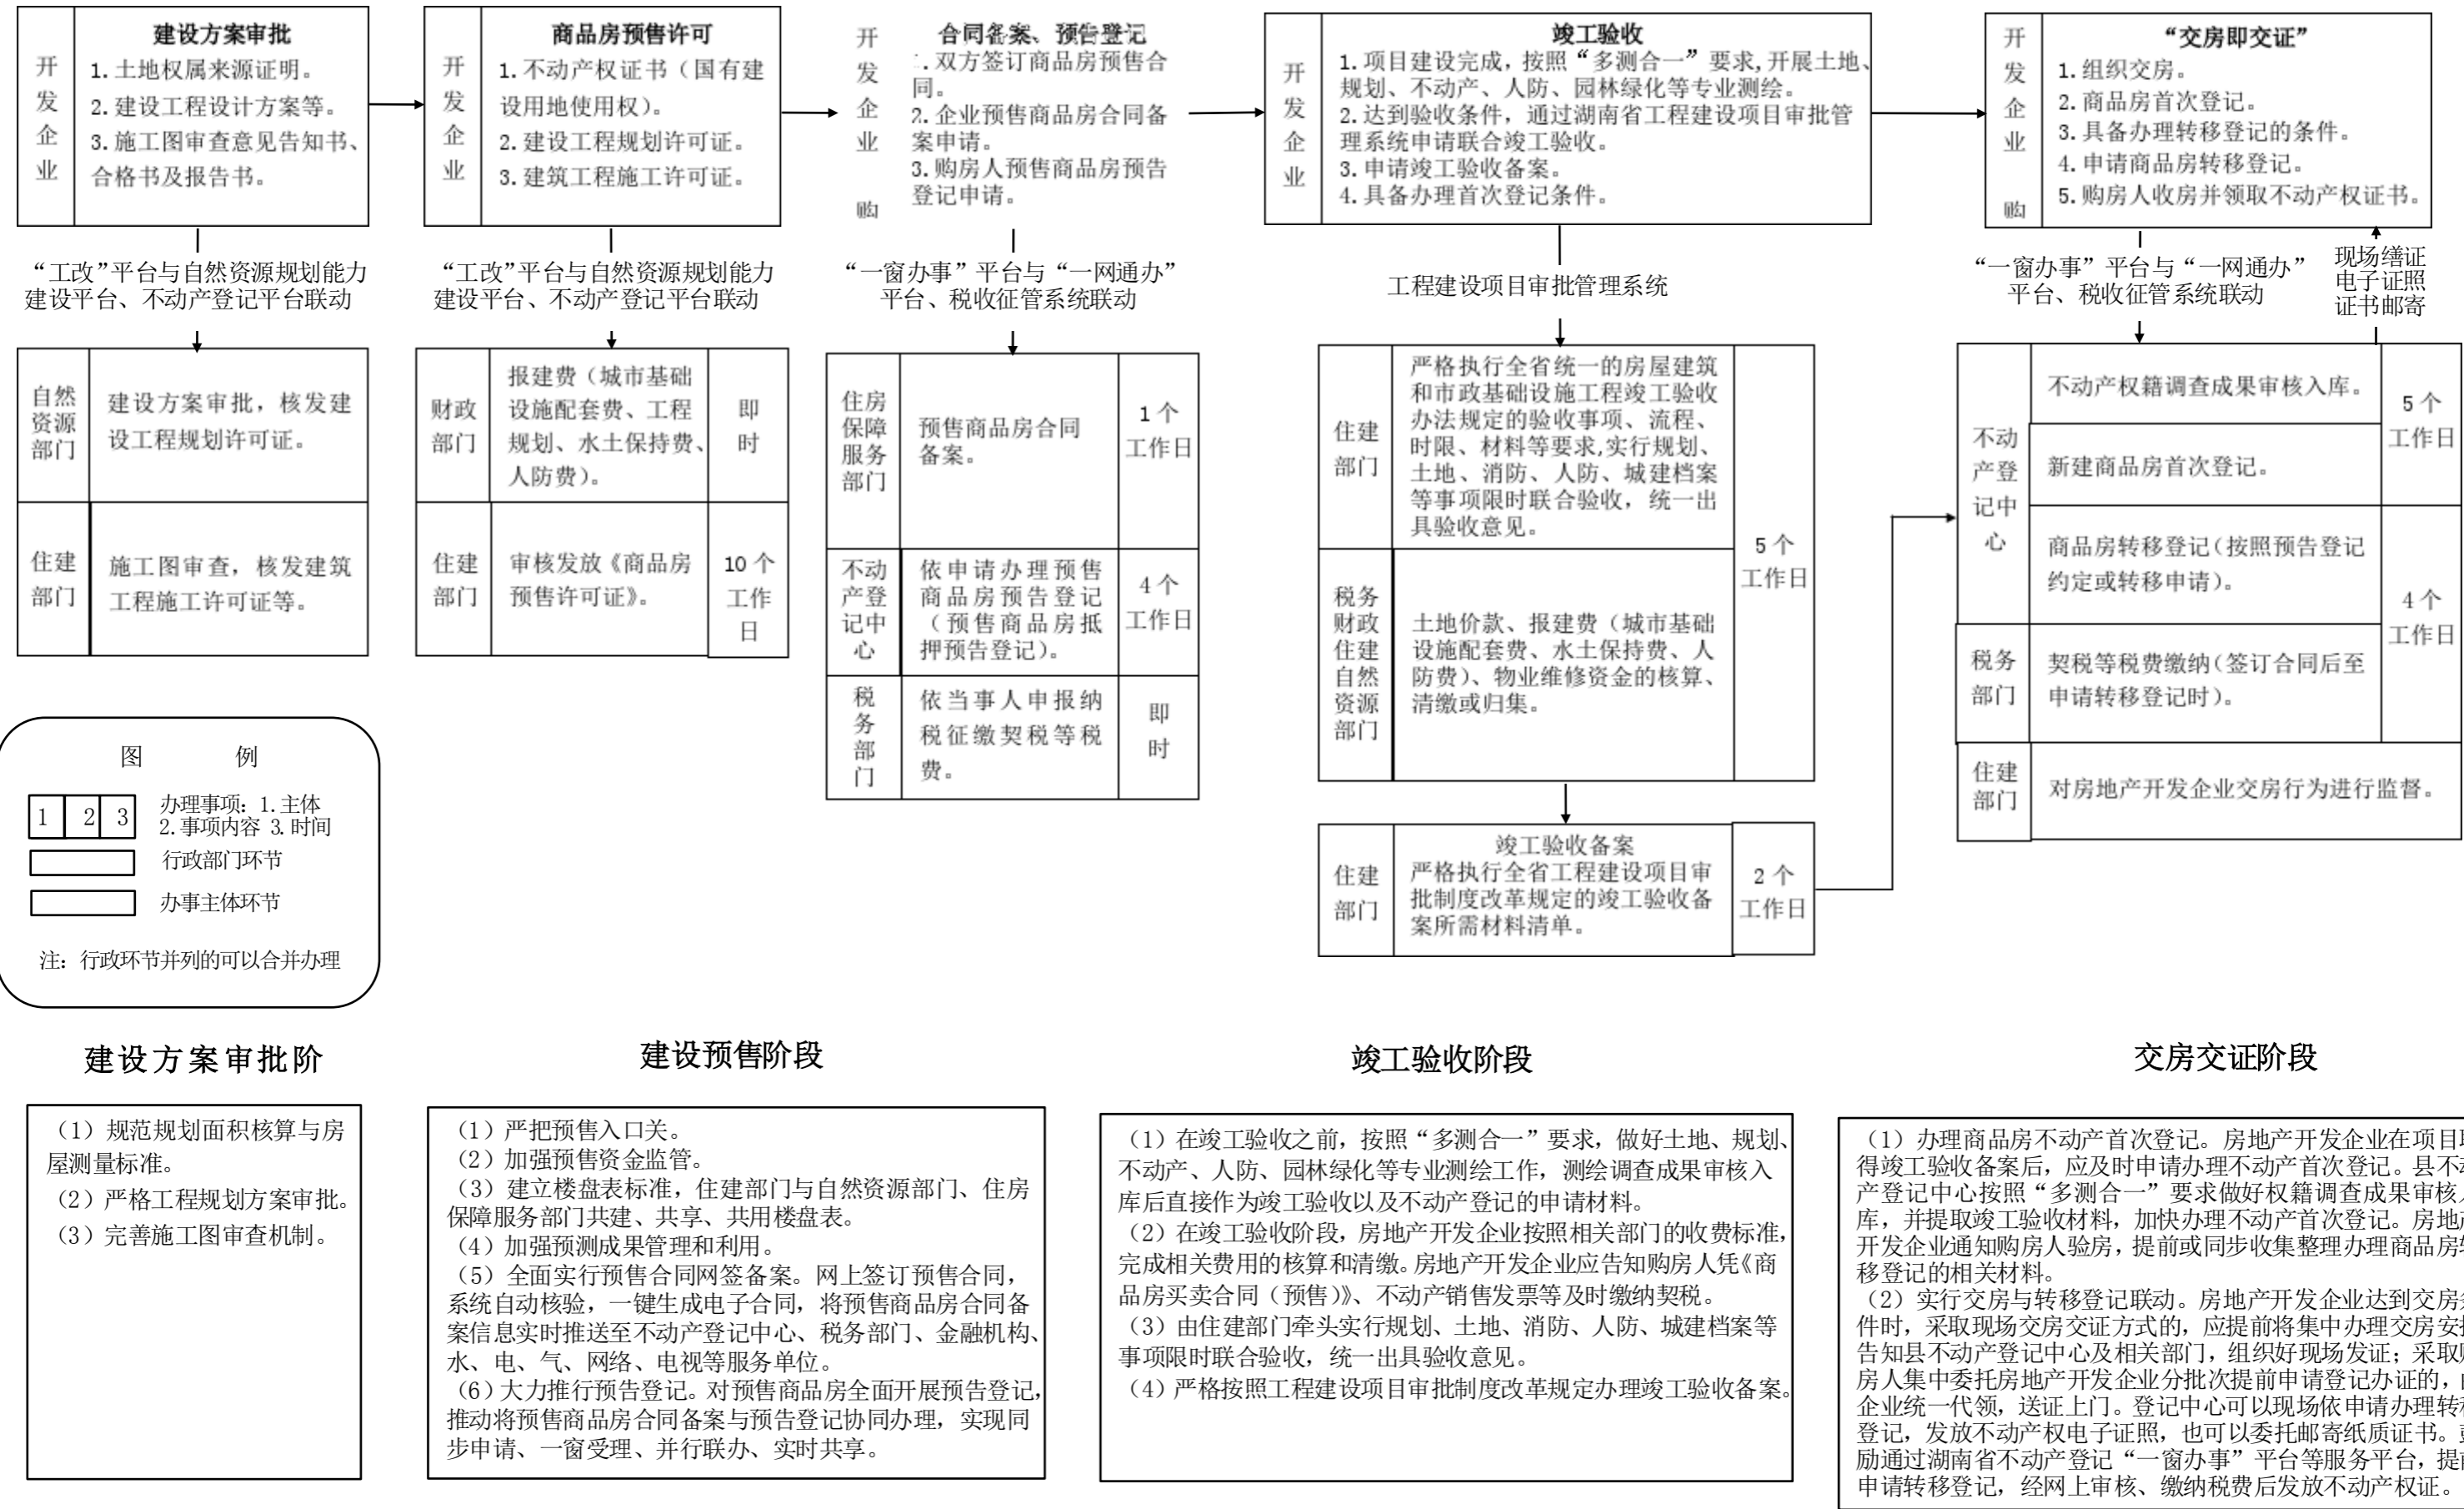 建设方案审批
开发企业
1.土地权属来源证明。
2.建设工程设计方案等。
3.施工图审查意见告知书、
合格书及报告书。
商品房预售许可
开发企业
1.不动产权证书（国有建
设用地使用权）。
2.建设工程规划许可证。
3.建筑工程施工许可证。
合同备案、预告登记
开发企业 购
1.双方签订商品房预售合
同。
2.企业预售商品房合同备
案申请。
3.购房人预售商品房预告
登记申请。
竣工验收
开发企业
1.项目建设完成，按照“多测合一”要求,开展土地、
规划、不动产、人防、园林绿化等专业测绘。
2.达到验收条件，通过湖南省工程建设项目审批管
理系统申请联合竣工验收。
3.申请竣工验收备案。
4.具备办理首次登记条件。
“交房即交证”
开发企业 购
1.组织交房。
2.商品房首次登记。
3.具备办理转移登记的条件。
4.申请商品房转移登记。
5.购房人收房并领取不动产权证书。
“工改”平台与自然资源规划能力
建设平台、不动产登记平台联动
“工改”平台与自然资源规划能力
建设平台、不动产登记平台联动
“一窗办事”平台与“一网通办”
平台、税收征管系统联动
工程建设项目审批管理系统
“一窗办事”平台与“一网通办”
平台、税收征管系统联动
现场缮证
电子证照
证书邮寄
自然
资源
部门
建设方案审批，核发建
设工程规划许可证。
住建
部门
施工图审查，核发建筑
工程施工许可证等。
财政
部门
报建费（城市基础
设施配套费、工程
规划、水土保持费、
人防费）。
即
时
住建
部门
审核发放《商品房
预售许可证》。
10个
工作
日
住房
保障
服务
部门
预售商品房合同
备案。
1个
工作日
不动
产登
记中
心
依申请办理预售
商品房预告登记
（预售商品房抵
押预告登记）。
4个
工作日
税
务
部
门
依当事人申报纳
税征缴契税等税
费。
即
时
住建
部门
严格执行全省统一的房屋建筑
和市政基础设施工程竣工验收
办法规定的验收事项、流程、
时限、材料等要求,实行规划、
土地、消防、人防、城建档案
等事项限时联合验收，统一出
具验收意见。
5个
工作日
税务
财政
住建
自然
资源
部门
土地价款、报建费（城市基础
设施配套费、水土保持费、人
防费）、物业维修资金的核算、
清缴或归集。
住建
部门
竣工验收备案
严格执行全省工程建设项目审
批制度改革规定的竣工验收备
案所需材料清单。
2个
工作日
不动
产登
记中
心
不动产权籍调查成果审核入库。
新建商品房首次登记。
5个
工作日
商品房转移登记(按照预告登记
约定或转移申请)。
4个
工作日
税务
部门
契税等税费缴纳(签订合同后至
申请转移登记时)。
住建
部门
对房地产开发企业交房行为进行监督。
图 例
1 2 3
办理事项: 1.主体
2.事项内容 3.时间
行政部门环节
办事主体环节
注: 行政环节并列的可以合并办理
建设方案审批阶
（1）规范规划面积核算与房
屋测量标准。
（2）严格工程规划方案审批。
（3）完善施工图审查机制。
建设预售阶段
（1）严把预售入口关。
（2）加强预售资金监管。
（3）建立楼盘表标准，住建部门与自然资源部门、住房
保障服务部门共建、共享、共用楼盘表。
（4）加强预测成果管理和利用。
（5）全面实行预售合同网签备案。网上签订预售合同，
系统自动核验，一键生成电子合同，将预售商品房合同备
案信息实时推送至不动产登记中心、税务部门、金融机构、
水、电、气、网络、电视等服务单位。
（6）大力推行预告登记。对预售商品房全面开展预告登记，
推动将预售商品房合同备案与预告登记协同办理，实现同
步申请、一窗受理、并行联办、实时共享。
竣工验收阶段
（1）在竣工验收之前，按照“多测合一”要求，做好土地、规划、
不动产、人防、园林绿化等专业测绘工作，测绘调查成果审核入
库后直接作为竣工验收以及不动产登记的申请材料。
（2）在竣工验收阶段，房地产开发企业按照相关部门的收费标准，
完成相关费用的核算和清缴。房地产开发企业应告知购房人凭《商
品房买卖合同（预售）》、不动产销售发票等及时缴纳契税。
（3）由住建部门牵头实行规划、土地、消防、人防、城建档案等
事项限时联合验收，统一出具验收意见。
（4）严格按照工程建设项目审批制度改革规定办理竣工验收备案。
交房交证阶段
（1）办理商品房不动产首次登记。房地产开发企业在项目
得竣工验收备案后，应及时申请办理不动产首次登记。县不
产登记中心按照“多测合一”要求做好权籍调查成果审核
库，并提取竣工验收材料，加快办理不动产首次登记。房地
开发企业通知购房人验房，提前或同步收集整理办理商品房
移登记的相关材料。
（2）实行交房与转移登记联动。房地产开发企业达到交房
件时，采取现场交房交证方式的，应提前将集中办理交房安
告知县不动产登记中心及相关部门，组织好现场发证；采取
房人集中委托房地产开发企业分批次提前申请登记办证的，
企业统一代领，送证上门。登记中心可以现场依申请办理转
登记，发放不动产权电子证照，也可以委托邮寄纸质证书。
励通过湖南省不动产登记“一窗办事”平台等服务平台，提
申请转移登记，经网上审核、缴纳税费后发放不动产权证。